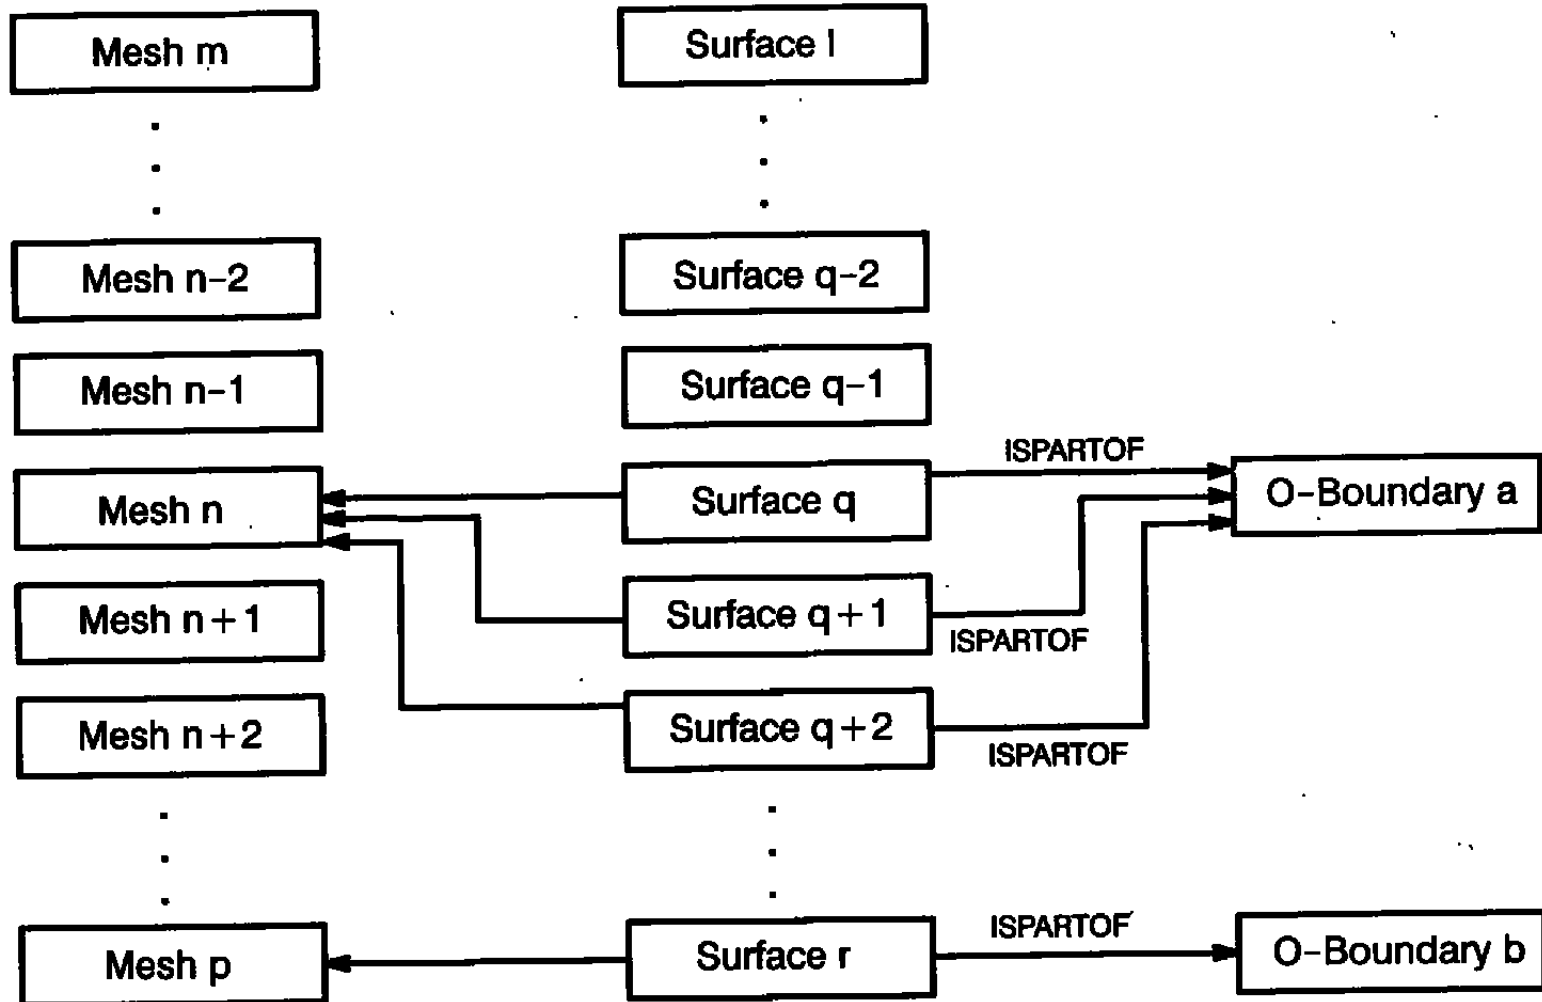 Mesh m
Surface l
Mesh n-2
Surface q-2
Mesh n-1
Surface q-1
ISPARTOF
Mesh n
Surface q
O-Boundary a
Mesh n+1
Surface q+1
ISPARTOF
Mesh n+2
Surface q+2
ISPARTOF
ISPARTOF
Mesh p
Surface r
O-Boundary b